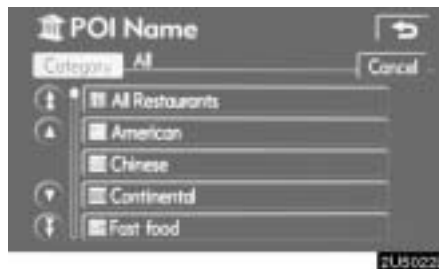 POI Name
Category All Cancel
All Restaurants
American
Chinese
Continental
Fast food
2U5022